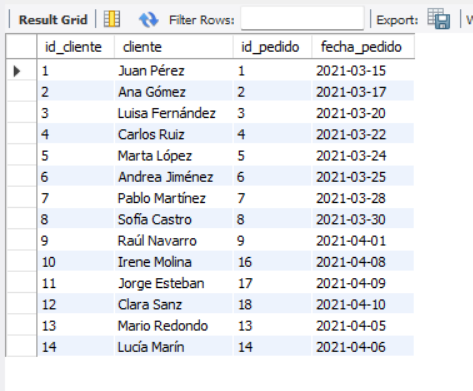 Result Grid Filter Rows: Export:
id_cliente cliente id_pedido fecha_pedido
1 Juan Pérez 1 2021-03-15
2 Ana Gómez 2 2021-03-17
3 Luisa Fernández 3 2021-03-20
4 Carlos Ruiz 4 2021-03-22
5 Marta López 5 2021-03-24
6 Andrea Jiménez 6 2021-03-25
7 Pablo Martínez 7 2021-03-28
8 Sofía Castro 8 2021-03-30
9 Raúl Navarro 9 2021-04-01
10 Irene Molina 16 2021-04-08
11 Jorge Esteban 17 2021-04-09
12 Clara Sanz 18 2021-04-10
13 Mario Redondo 13 2021-04-05
14 Lucía Marín 14 2021-04-06